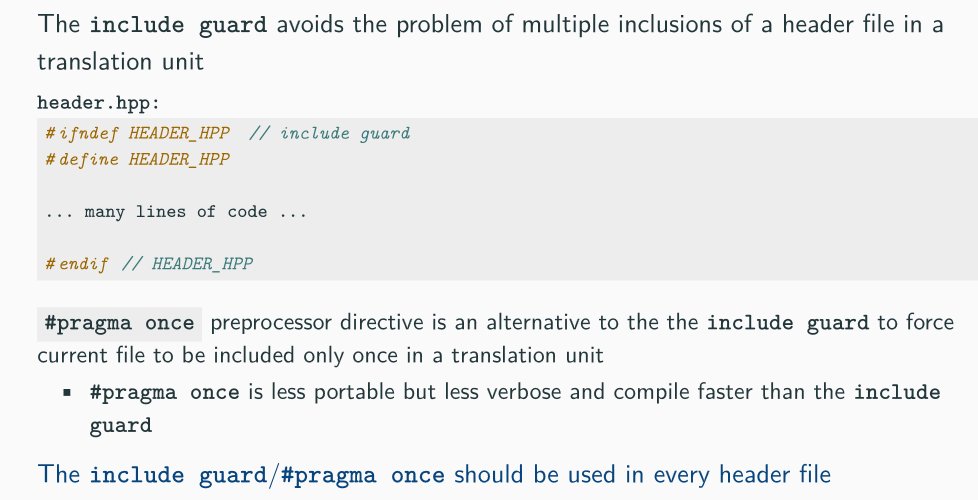 The include guard avoids the problem of multiple inclusions of a header file in a
translation unit
header.hpp:
#ifndef HEADER_HPP // include guard
#define HEADER_HPP
... many lines of code ...
#endif // HEADER_HPP
#pragma once preprocessor directive is an alternative to the the include guard to force
current file to be included only once in a translation unit
▪ #pragma once is less portable but less verbose and compile faster than the include
guard
The include guard/#pragma once should be used in every header file